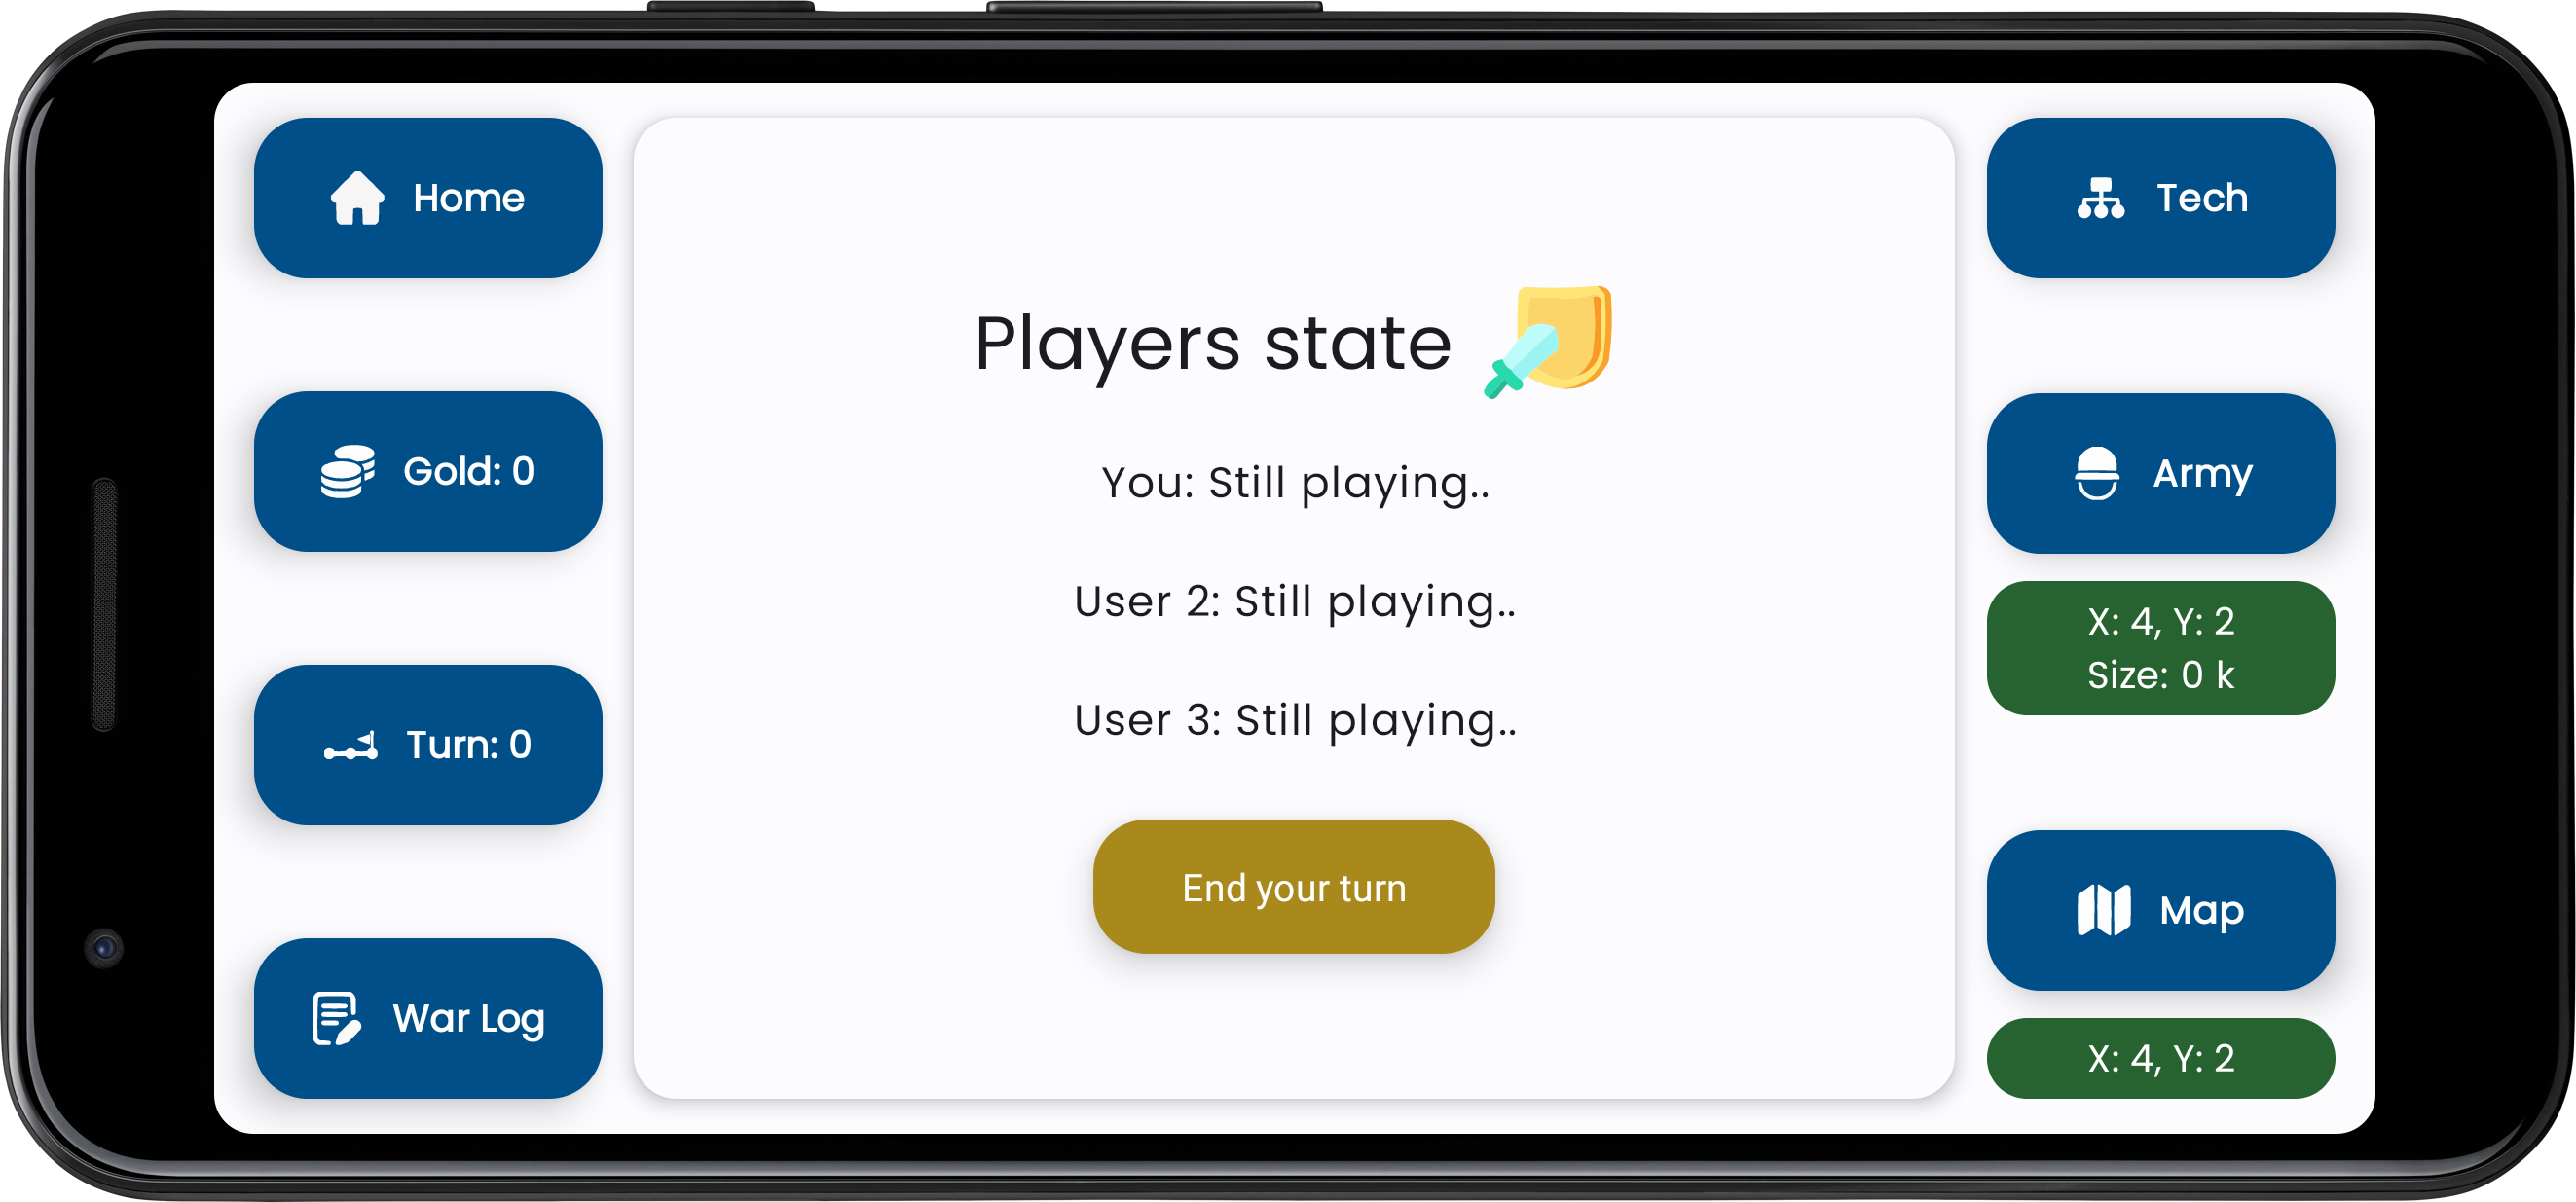 Home
Gold: 0
Turn: 0
War Log
Players state
You: Still playing..
User 2: Still playing..
User 3: Still playing..
End your turn
Tech
Army
X: 4, Y: 2
Size: 0 k
Map
X: 4, Y: 2